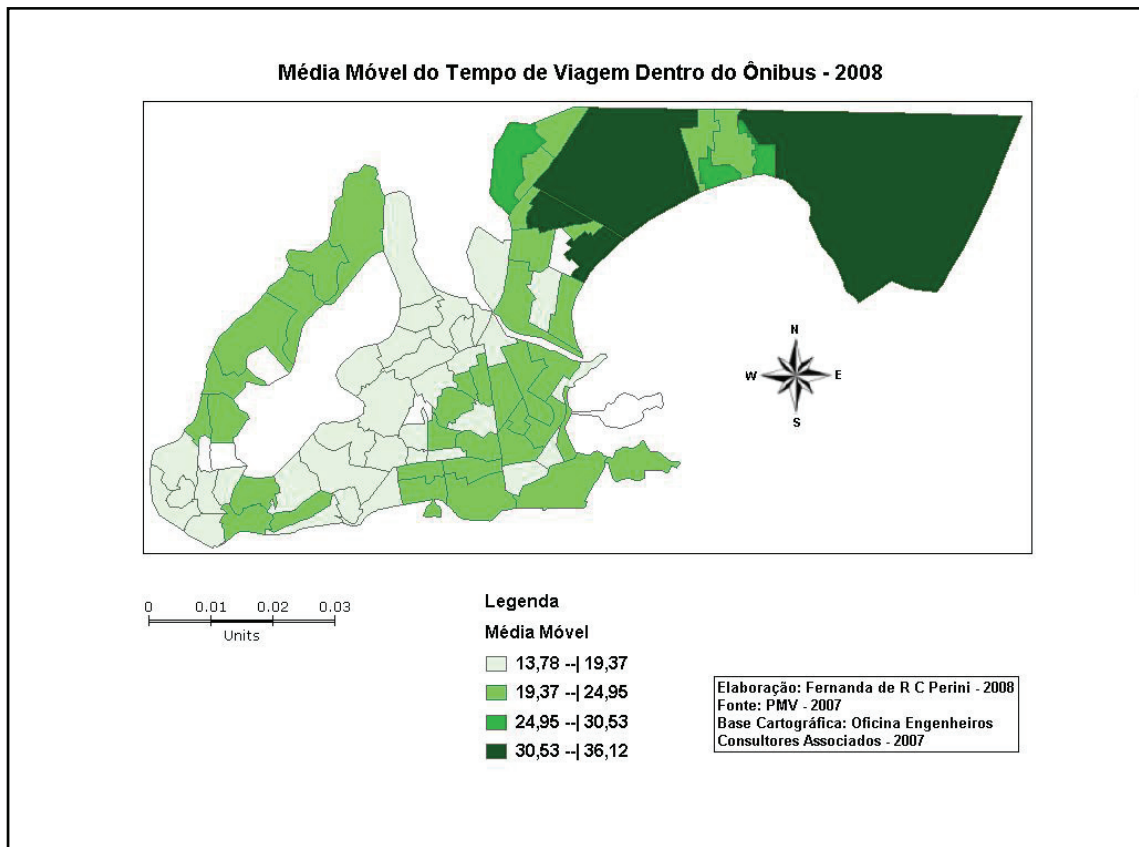 Média Móvel do Tempo de Viagem Dentro do Ônibus - 2008
N
W E
S
0 0.01 0.02 0.03
Units
Legenda
Média Móvel
13,78 --| 19,37
19,37 --| 24,95
24,95 --| 30,53
30,53 --| 36,12
Elaboração: Fernanda de R C Perini - 2008
Fonte: PMV - 2007
Base Cartográfica: Oficina Engenheiros
Consultores Associados - 2007